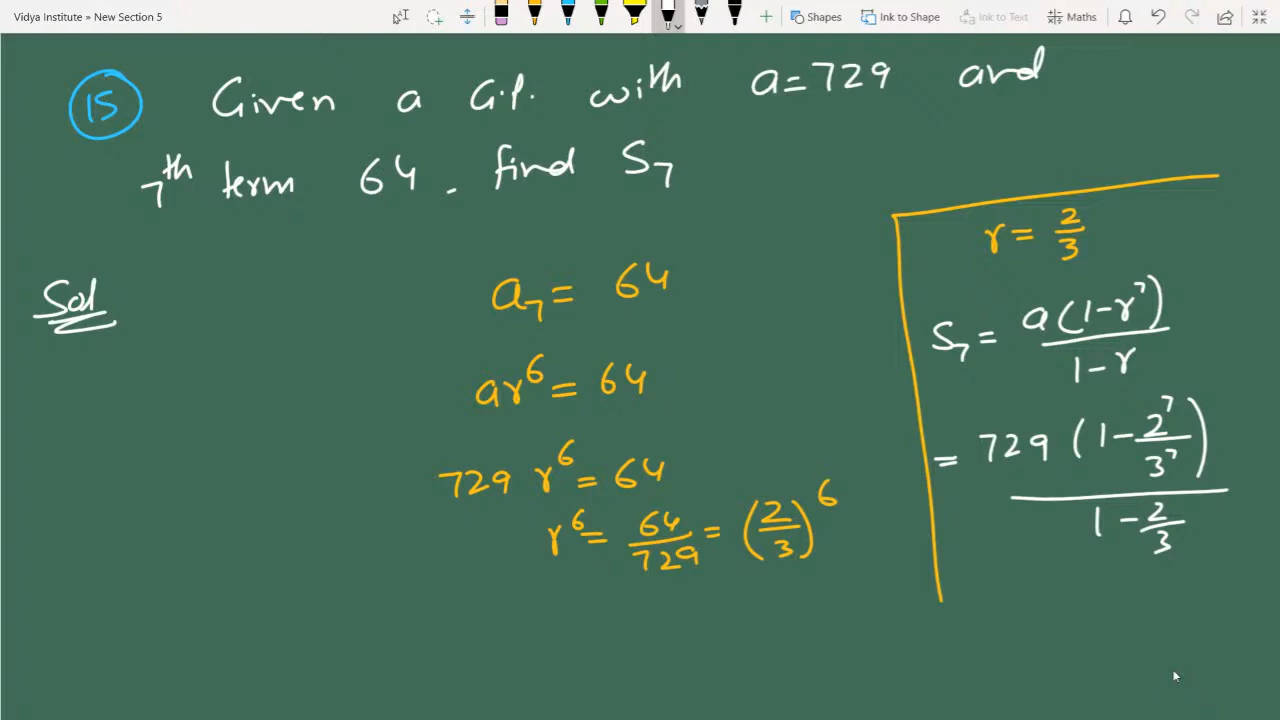 Vidya Institute » New Section 5
Shapes
Ink to Shape
Ink to Text
Maths
15 Given a G.P. with a=729 and
7th term 64. find S₇
Sol
a₇ = 64
ar⁶ = 64
729 r⁶ = 64
r⁶ = 64/729 = (2/3)⁶
r = 2/3
S₇ = a(1-r⁷)/1-r
= 729 (1-2⁷/3⁷)/1-2/3